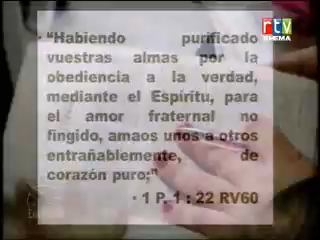 rtv
ENEMA
· “Habiendo purificado
vuestras almas por la
obediencia a la verdad,
mediante el Espíritu, para
el amor fraternal no
fingido, amaos unos a otros
entrañablemente, de
corazón puro;”
· 1 P. 1 : 22 RV60